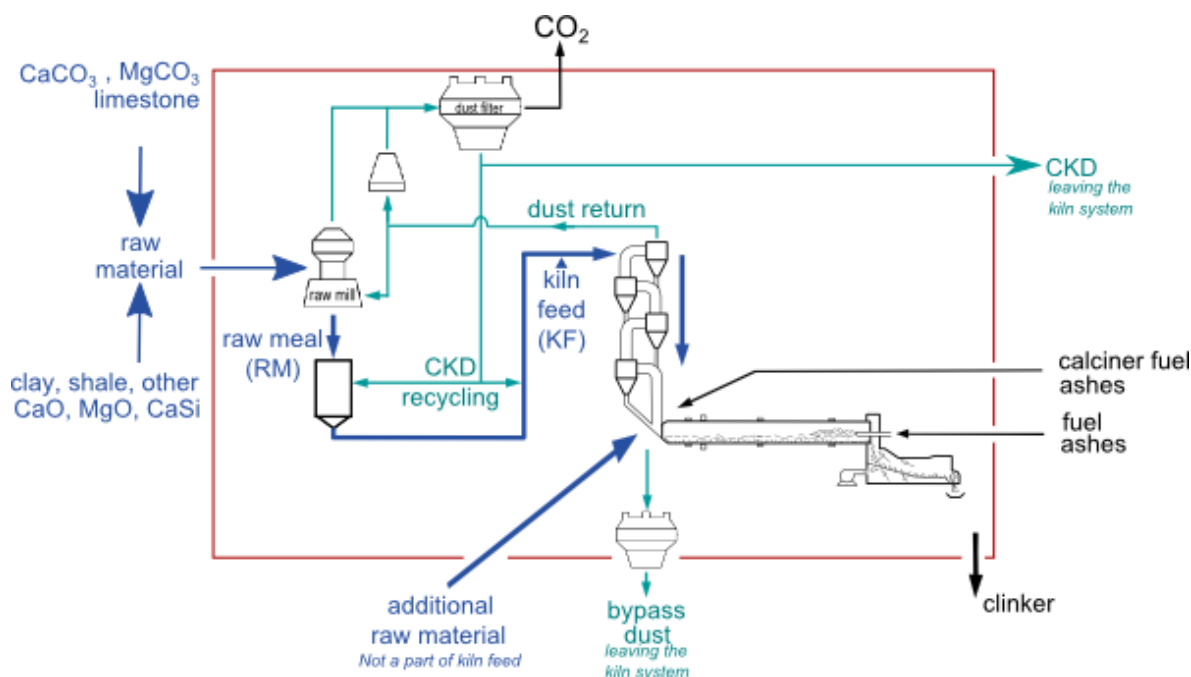 CO₂
CaCO₃ , MgCO₃
limestone
dust filter
CKD
leaving the
kiln system
dust return
raw
material
raw mill
kiln
feed
(KF)
raw meal
(RM)
CKD
recycling
clay, shale, other
CaO, MgO, CaSi
calciner fuel
ashes
fuel
ashes
additional
raw material
Not a part of kiln feed
bypass
dust
leaving the
kiln system
clinker